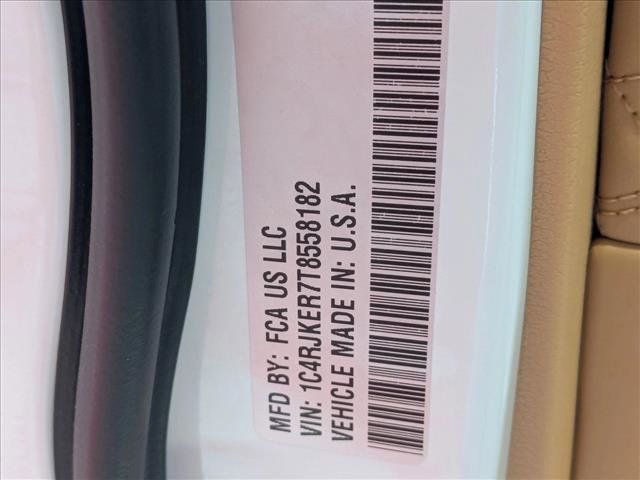 MFD BY: FCA US LLC
VIN: 1C4RJKER7T8558182
VEHICLE MADE IN: U.S.A.